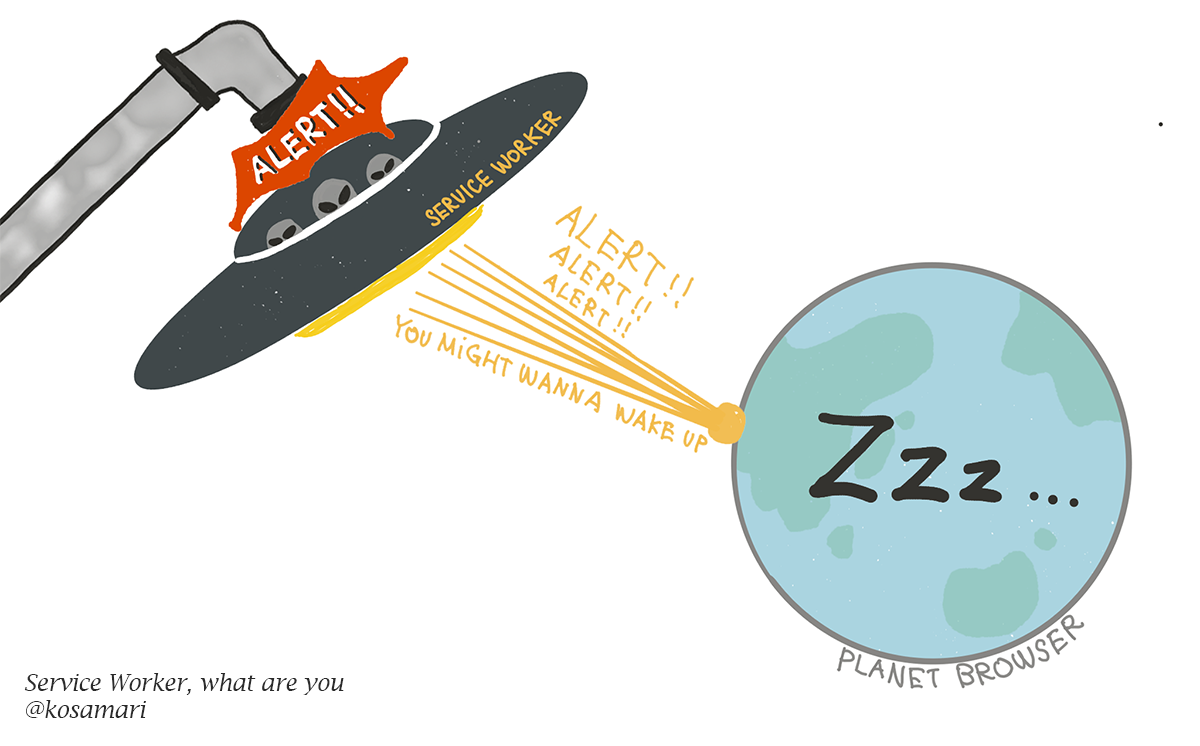 ALERT!!
SERVICE WORKER
ALERT!!
ALERT!!
ALERT!!
YOU MiGHT WANNA WAKE UP
Zzz...
PLANET BROWSER
Service Worker, what are you
@kosamari